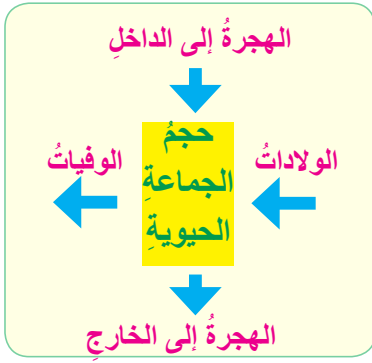 الهجرةُ إلى الداخلِ
الولاداتُ
حجمُ
الجماعةِ
الحيويةِ
الوفياتُ
الهجرةُ إلى الخارجِ